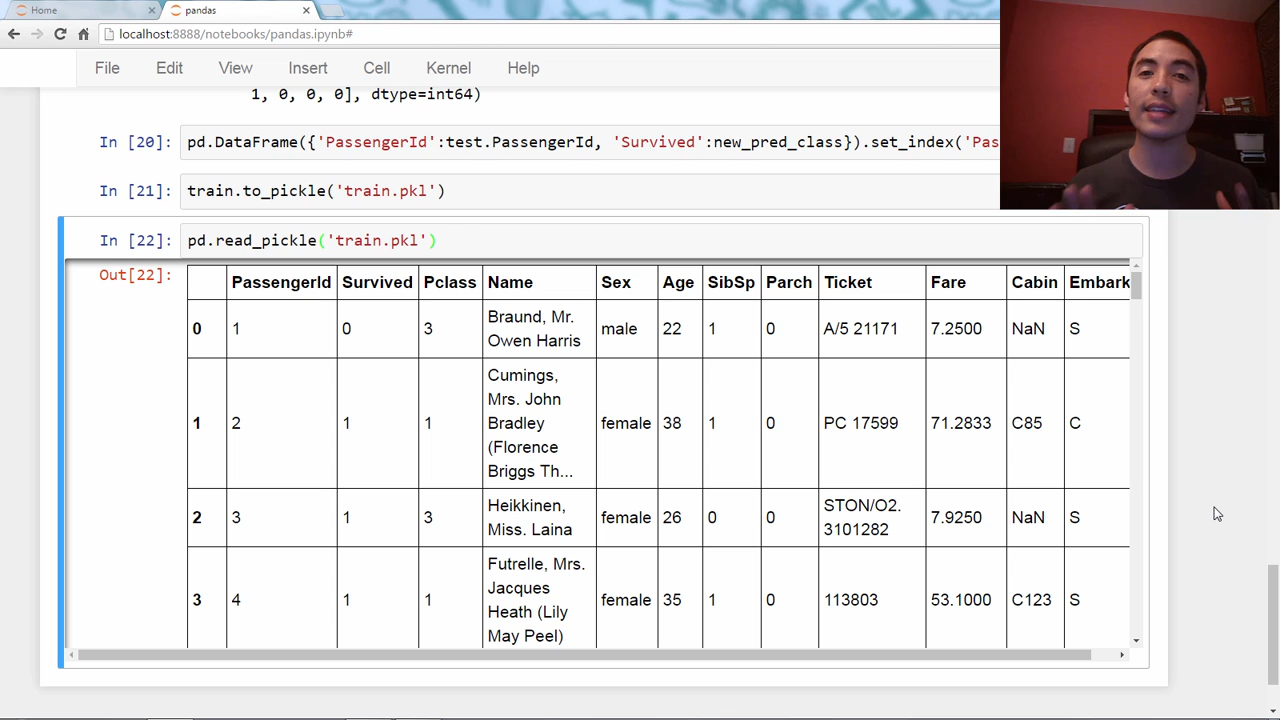 Home
pandas
localhost:8888/notebooks/pandas.ipynb#
File Edit View Insert Cell Kernel Help
1, 0, 0, 0], dtype=int64)
In [20]: pd.DataFrame({'PassengerId':test.PassengerId, 'Survived':new_pred_class}).set_index('Pas
In [21]: train.to_pickle('train.pkl')
In [22]: pd.read_pickle('train.pkl')
Out[22]:
PassengerId Survived Pclass Name Sex Age SibSp Parch Ticket Fare Cabin Embark
0 1 0 3 Braund, Mr. Owen Harris male 22 1 0 A/5 21171 7.2500 NaN S
1 2 1 1 Cumings, Mrs. John Bradley (Florence Briggs Th... female 38 1 0 PC 17599 71.2833 C85 C
2 3 1 3 Heikkinen, Miss. Laina female 26 0 0 STON/O2. 3101282 7.9250 NaN S
3 4 1 1 Futrelle, Mrs. Jacques Heath (Lily May Peel) female 35 1 0 113803 53.1000 C123 S